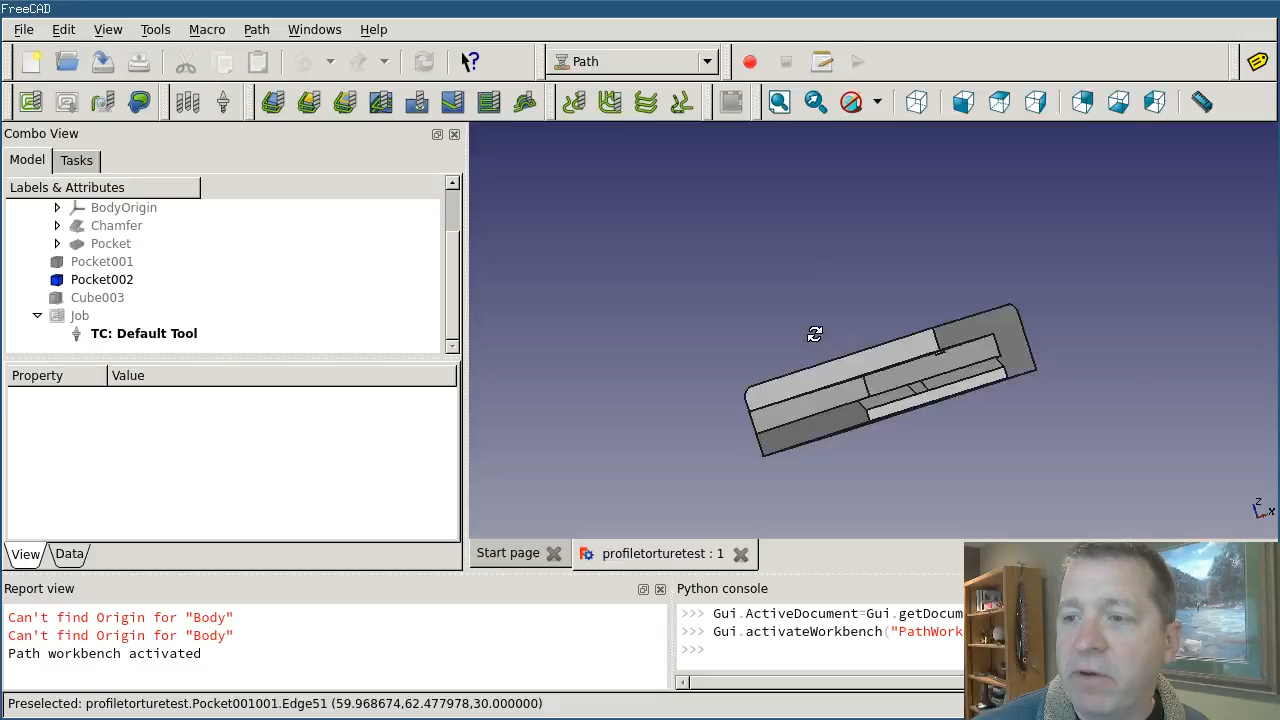 FreeCAD
File Edit View Tools Macro Path Windows Help
Path
Combo View
Model Tasks
Labels & Attributes
BodyOrigin
Chamfer
Pocket
Pocket001
Pocket002
Cube003
Job
TC: Default Tool
Property Value
View Data
Z
X
Start page profiletorturetest : 1
Report view
Can't find Origin for "Body"
Can't find Origin for "Body"
Path workbench activated
Python console
>>> Gui.ActiveDocument=Gui.getDocum
>>> Gui.activateWorkbench("PathWork
>>>
Preselected: profiletorturetest.Pocket001001.Edge51 (59.968674,62.477978,30.000000)